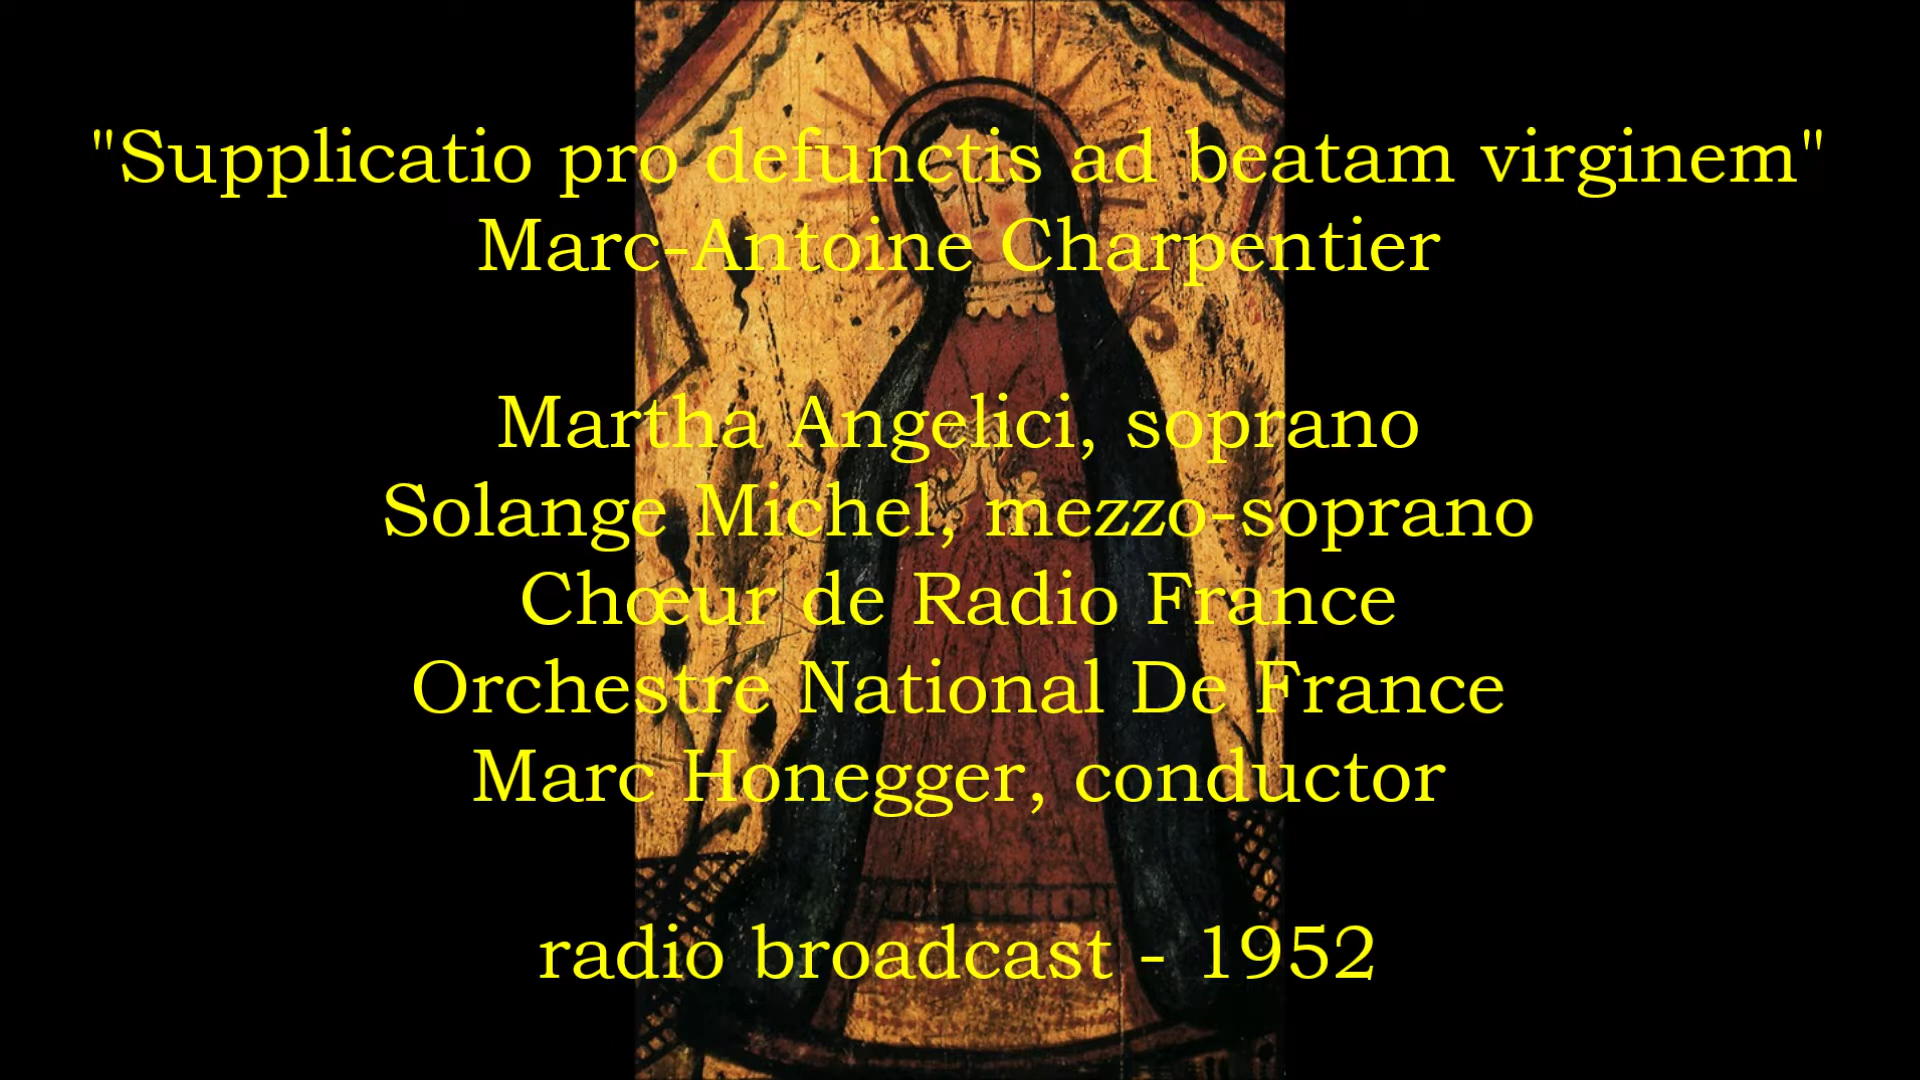 "Supplicatio pro defunctis ad beatam virginem"
Marc-Antoine Charpentier
Martha Angelici, soprano
Solange Michel, mezzo-soprano
Chœur de Radio France
Orchestre National De France
Marc Honegger, conductor
radio broadcast - 1952